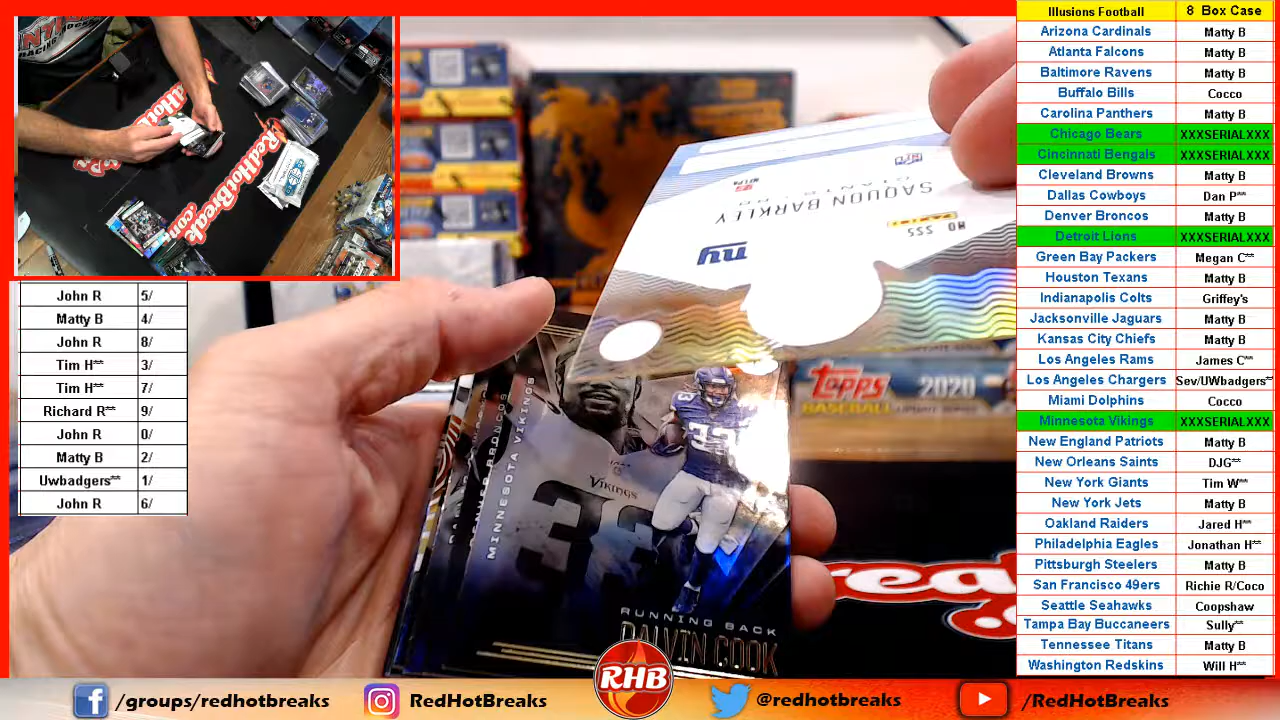 Illusions Football 8 Box Case
Arizona Cardinals Matty B
Atlanta Falcons Matty B
Baltimore Ravens Matty B
Buffalo Bills Cocco
Carolina Panthers Matty B
Chicago Bears XXXSERIALXXX
Cincinnati Bengals XXXSERIALXXX
Cleveland Browns Matty B
Dallas Cowboys Dan P**
Denver Broncos Matty B
Detroit Lions XXXSERIALXXX
Green Bay Packers Megan C**
Houston Texans Matty B
Indianapolis Colts Griffey's
Jacksonville Jaguars Matty B
Kansas City Chiefs Matty B
Los Angeles Rams James C**
Los Angeles Chargers Sev/UWbadgers**
Miami Dolphins Cocco
Minnesota Vikings XXXSERIALXXX
New England Patriots Matty B
New Orleans Saints DJG**
New York Giants Tim W**
New York Jets Matty B
Oakland Raiders Jared H**
Philadelphia Eagles Jonathan H**
Pittsburgh Steelers Matty B
San Francisco 49ers Richie R/Coco
Seattle Seahawks Coopshaw
Tampa Bay Buccaneers Sully**
Tennessee Titans Matty B
Washington Redskins Will H**
John R 5/
Matty B 4/
John R 8/
Tim H** 3/
Tim H** 7/
Richard R** 9/
John R 0/
Matty B 2/
Uwbadgers** 1/
John R 6/
RedHotBreak
.com
SAQUON BARKLEY
NO. SS5
PANINI
NY
Topps 2020
BASEBALL
MINNESOTA VIKINGS
VIKINGS
33
33
RUNNING BACK
DALVIN COOK
RHB
/groups/redhotbreaks
RedHotBreaks
@redhotbreaks
/RedHotBreaks